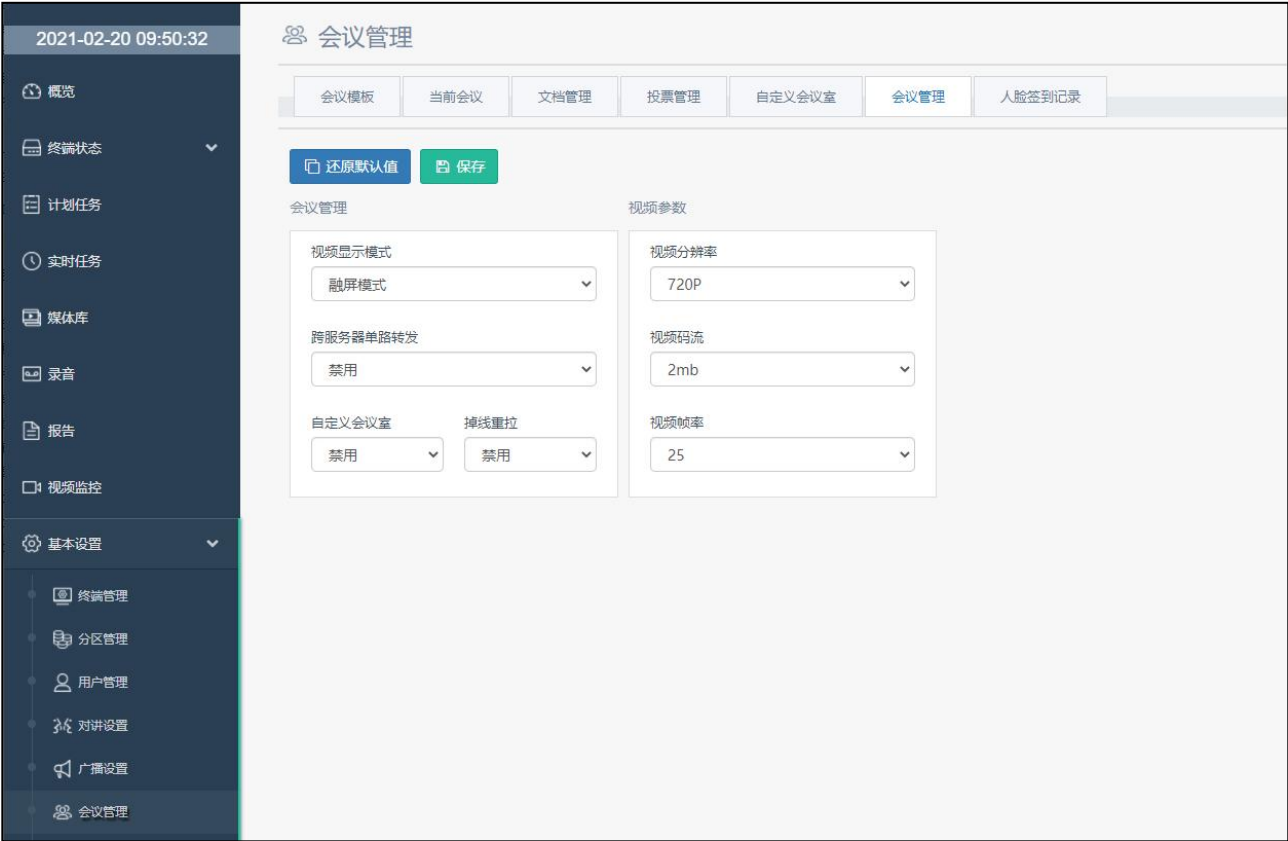 2021-02-20 09:50:32
概览
终端状态
计划任务
实时任务
媒体库
录音
报告
视频监控
基本设置
终端管理
分区管理
用户管理
对讲设置
广播设置
会议管理
会议管理
会议模板 当前会议 文档管理 投票管理 自定义会议室 会议管理 人脸签到记录
还原默认值 保存
会议管理 视频参数
视频显示模式 视频分辨率
融屏模式 720P
跨服务器单路转发 视频码流
禁用 2mb
自定义会议室 掉线重拉 视频帧率
禁用 禁用 25